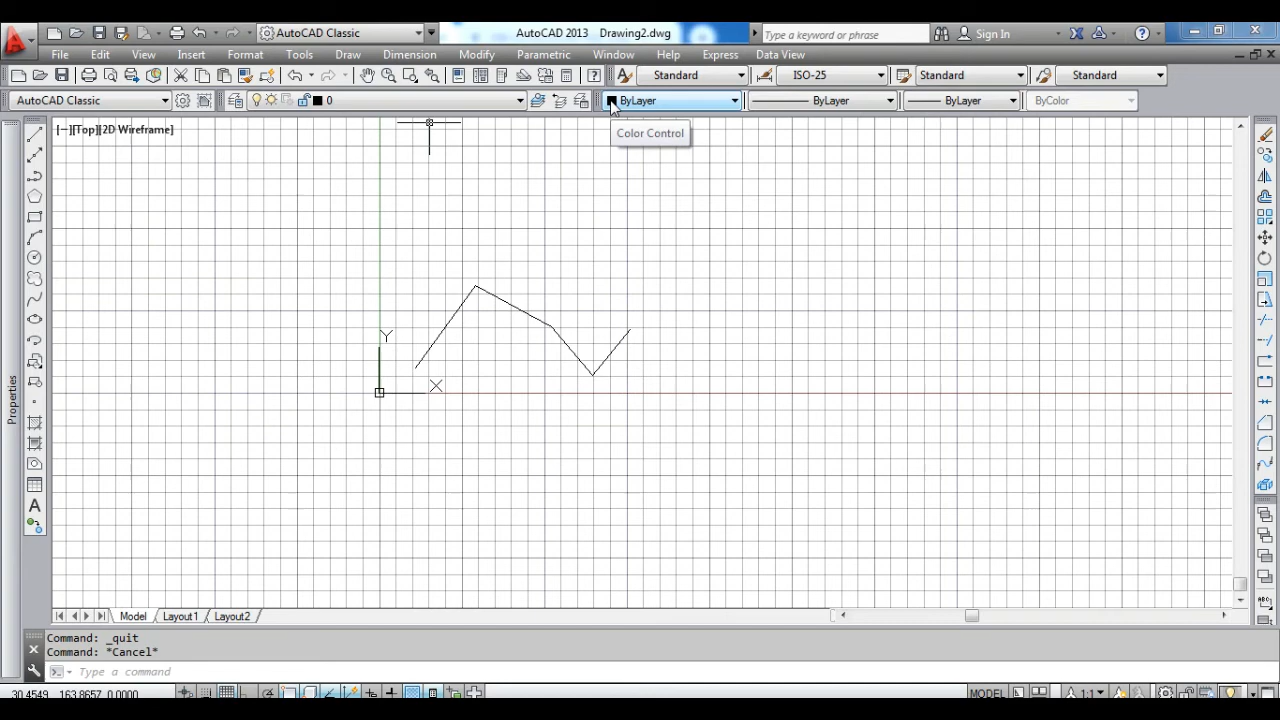 AutoCAD Classic
AutoCAD 2013 Drawing2.dwg
Type a keyword or phrase
Sign In
File Edit View Insert Format Tools Draw Dimension Modify Parametric Window Help Express Data View
Standard ISO-25 Standard Standard
AutoCAD Classic 0 ByLayer ByLayer ByLayer ByColor
[−][Top][2D Wireframe]
Color Control
Y
X
Properties
A
Model Layout1 Layout2
Command: _quit
Command: *Cancel*
Type a command
30.4549, 163.8657, 0.0000 MODEL 1:1